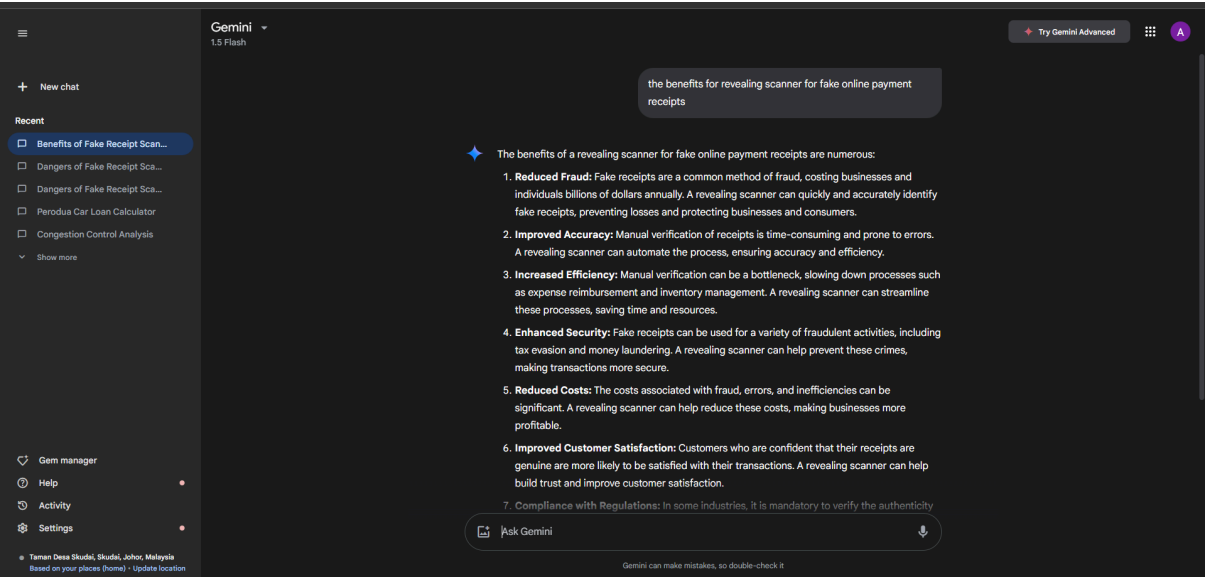 Gemini
1.5 Flash
Try Gemini Advanced
A
New chat
Recent
Benefits of Fake Receipt Scan...
Dangers of Fake Receipt Sca...
Dangers of Fake Receipt Sca...
Perodua Car Loan Calculator
Congestion Control Analysis
Show more
Gem manager
Help
Activity
Settings
Taman Desa Skudai, Skudai, Johor, Malaysia
Based on your places (home) • Update location
the benefits for revealing scanner for fake online payment
receipts
The benefits of a revealing scanner for fake online payment receipts are numerous:
1. Reduced Fraud: Fake receipts are a common method of fraud, costing businesses and
individuals billions of dollars annually. A revealing scanner can quickly and accurately identify
fake receipts, preventing losses and protecting businesses and consumers.
2. Improved Accuracy: Manual verification of receipts is time-consuming and prone to errors.
A revealing scanner can automate the process, ensuring accuracy and efficiency.
3. Increased Efficiency: Manual verification can be a bottleneck, slowing down processes such
as expense reimbursement and inventory management. A revealing scanner can streamline
these processes, saving time and resources.
4. Enhanced Security: Fake receipts can be used for a variety of fraudulent activities, including
tax evasion and money laundering. A revealing scanner can help prevent these crimes,
making transactions more secure.
5. Reduced Costs: The costs associated with fraud, errors, and inefficiencies can be
significant. A revealing scanner can help reduce these costs, making businesses more
profitable.
6. Improved Customer Satisfaction: Customers who are confident that their receipts are
genuine are more likely to be satisfied with their transactions. A revealing scanner can help
build trust and improve customer satisfaction.
7. Compliance with Regulations: In some industries, it is mandatory to verify the authenticity
Ask Gemini
Gemini can make mistakes, so double-check it